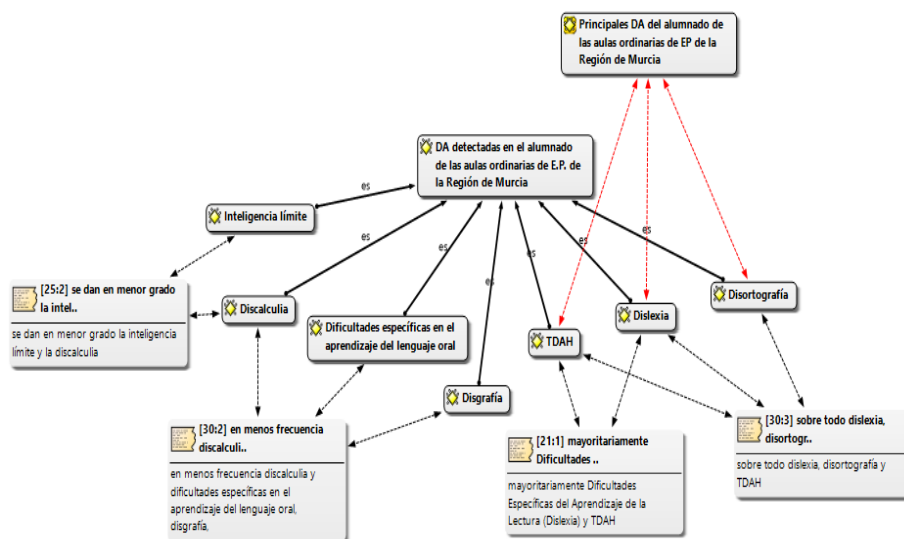 Principales DA del alumnado de
las aulas ordinarias de EP de la
Región de Murcia
DA detectadas en el alumnado
de las aulas ordinarias de E.P. de
la Región de Murcia
es
es
es
es
es
es
es
Inteligencia límite
[25:2] se dan en menor grado
la intel..
se dan en menor grado la inteligencia
límite y la discalculia
Discalculia
Dificultades específicas en el
aprendizaje del lenguaje oral
Disgrafía
TDAH
Dislexia
Disortografía
[30:2] en menos frecuencia
discalculi..
en menos frecuencia discalculia y
dificultades específicas en el
aprendizaje del lenguaje oral,
disgrafía,
[21:1] mayoritariamente
Dificultades ..
mayoritariamente Dificultades
Específicas del Aprendizaje de la
Lectura (Dislexia) y TDAH
[30:3] sobre todo dislexia,
disortogr..
sobre todo dislexia, disortografía y
TDAH